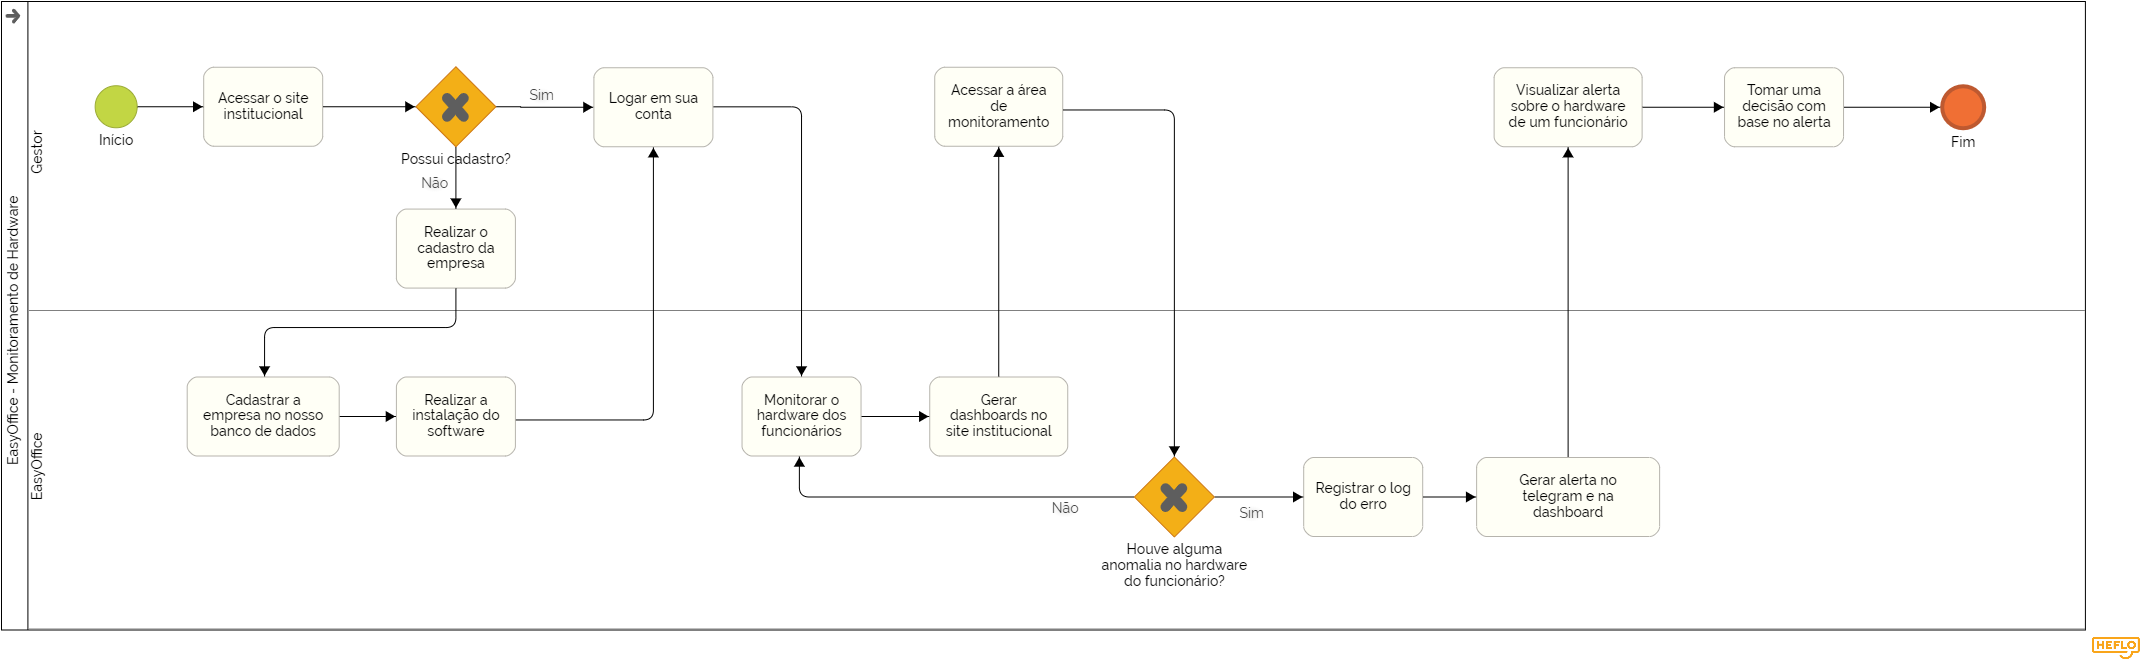 EasyOffice - Monitoramento de Hardware
Gestor
Início
Acessar o site
institucional
Possui cadastro?
Sim
Não
Logar em sua
conta
Realizar o
cadastro da
empresa
Acessar a área
de
monitoramento
Visualizar alerta
sobre o hardware
de um funcionário
Tomar uma
decisão com
base no alerta
Fim
EasyOffice
Cadastrar a
empresa no nosso
banco de dados
Realizar a
instalação do
software
Monitorar o
hardware dos
funcionários
Gerar
dashboards no
site institucional
Não
Sim
Houve alguma
anomalia no hardware
do funcionário?
Registrar o log
do erro
Gerar alerta no
telegram e na
dashboard
HEFLO